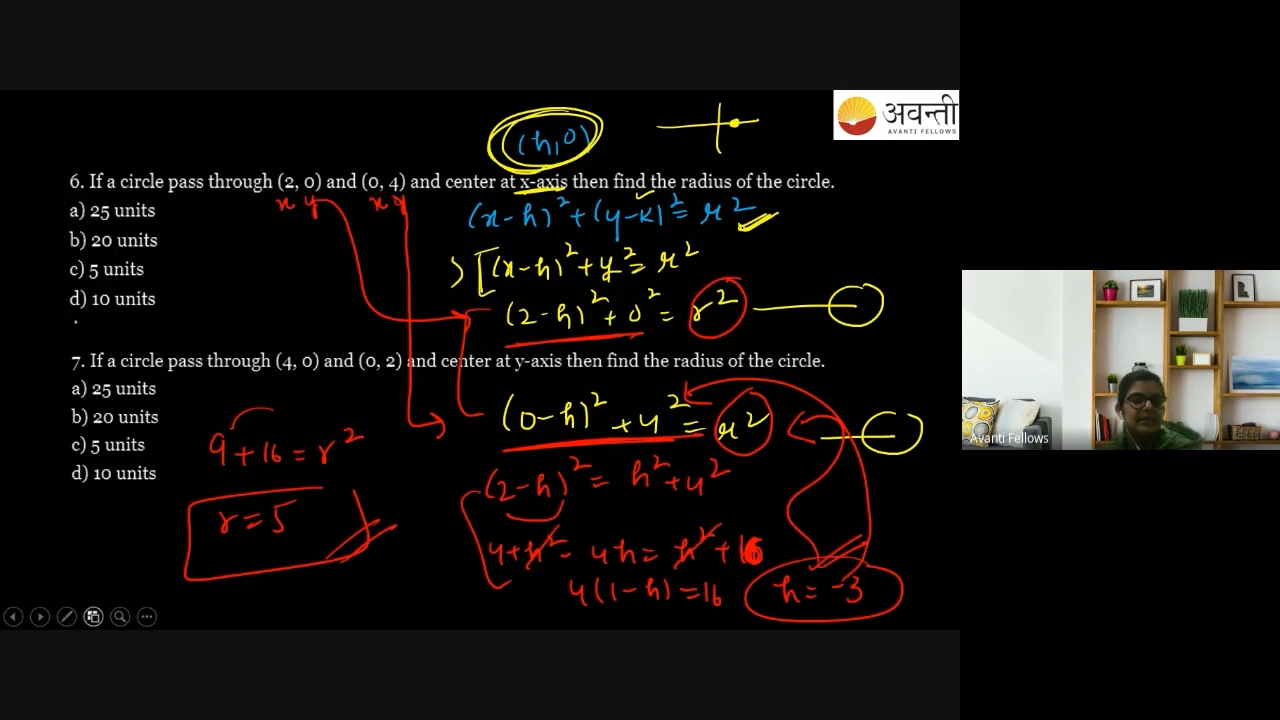 अवन्ती
AVANTI FELLOWS
(h,0)
6. If a circle pass through (2, 0) and (0, 4) and center at x-axis then find the radius of the circle.
x y x y
a) 25 units
b) 20 units
c) 5 units
d) 10 units
(x-h)²+(y-k)²=r²
[(x-h)²+y²=r²
(2-h)²+0²=r²
7. If a circle pass through (4, 0) and (0, 2) and center at y-axis then find the radius of the circle.
a) 25 units
b) 20 units
c) 5 units
d) 10 units
(0-h)²+4²=r²
(2-h)²=h²+4²
4+h²-4h=h²+16
4(1-h)=16
h=-3
9+16=r²
r=5
Avanti Fellows